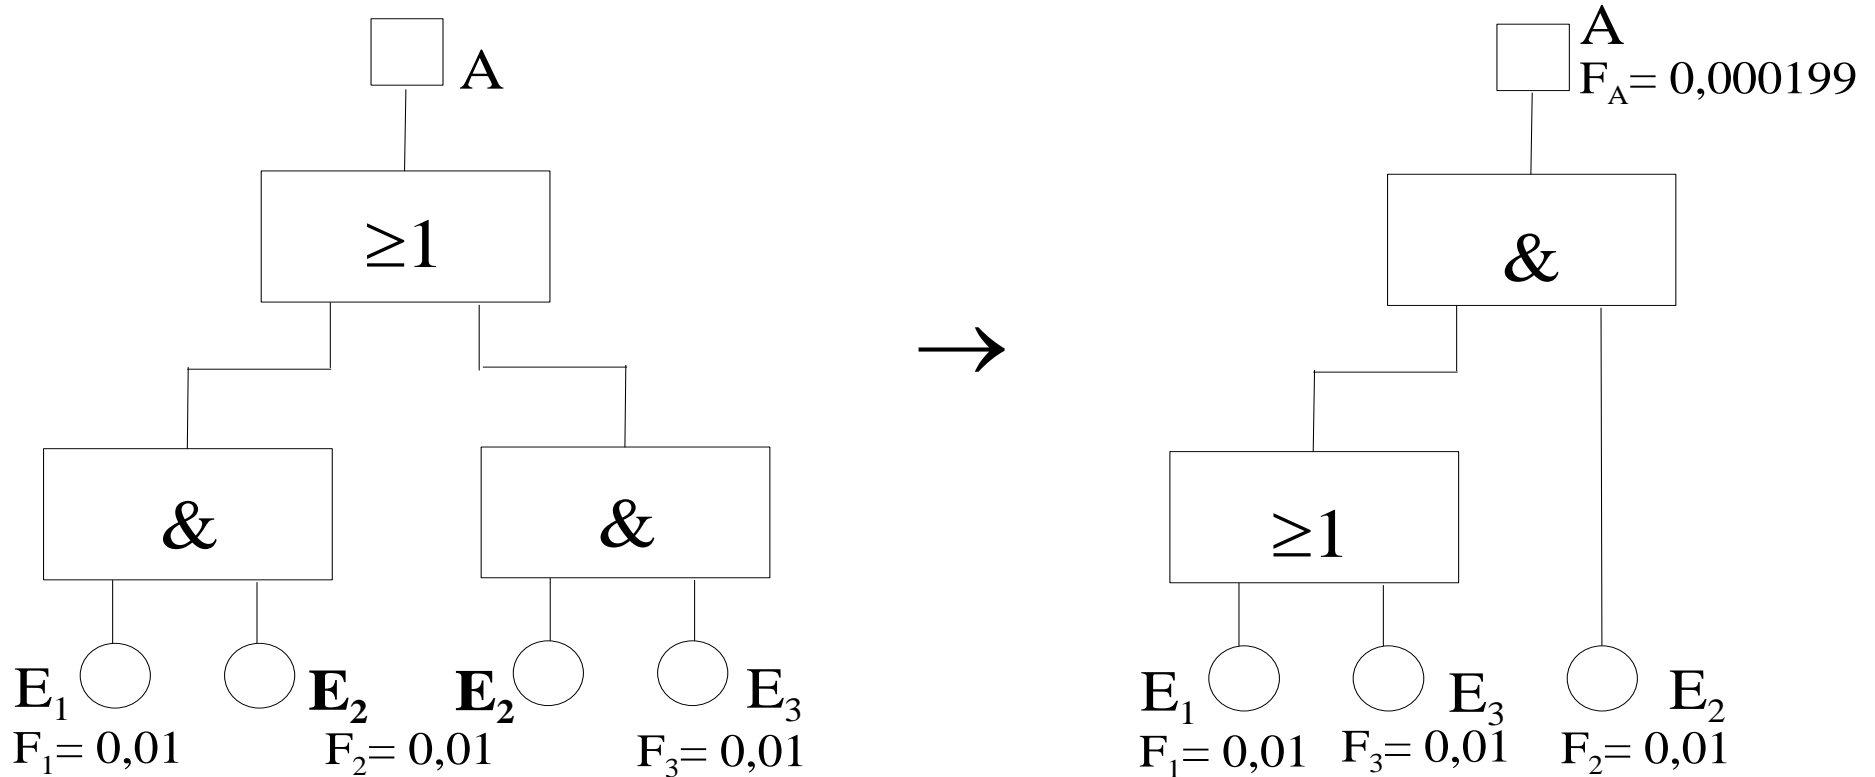 A
≥1
&
&
E₁
E₂
E₂
E₃
F₁= 0,01
F₂= 0,01
F₃= 0,01
→
A
F_A= 0,000199
&
≥1
E₁
E₃
E₂
F₁= 0,01
F₃= 0,01
F₂= 0,01